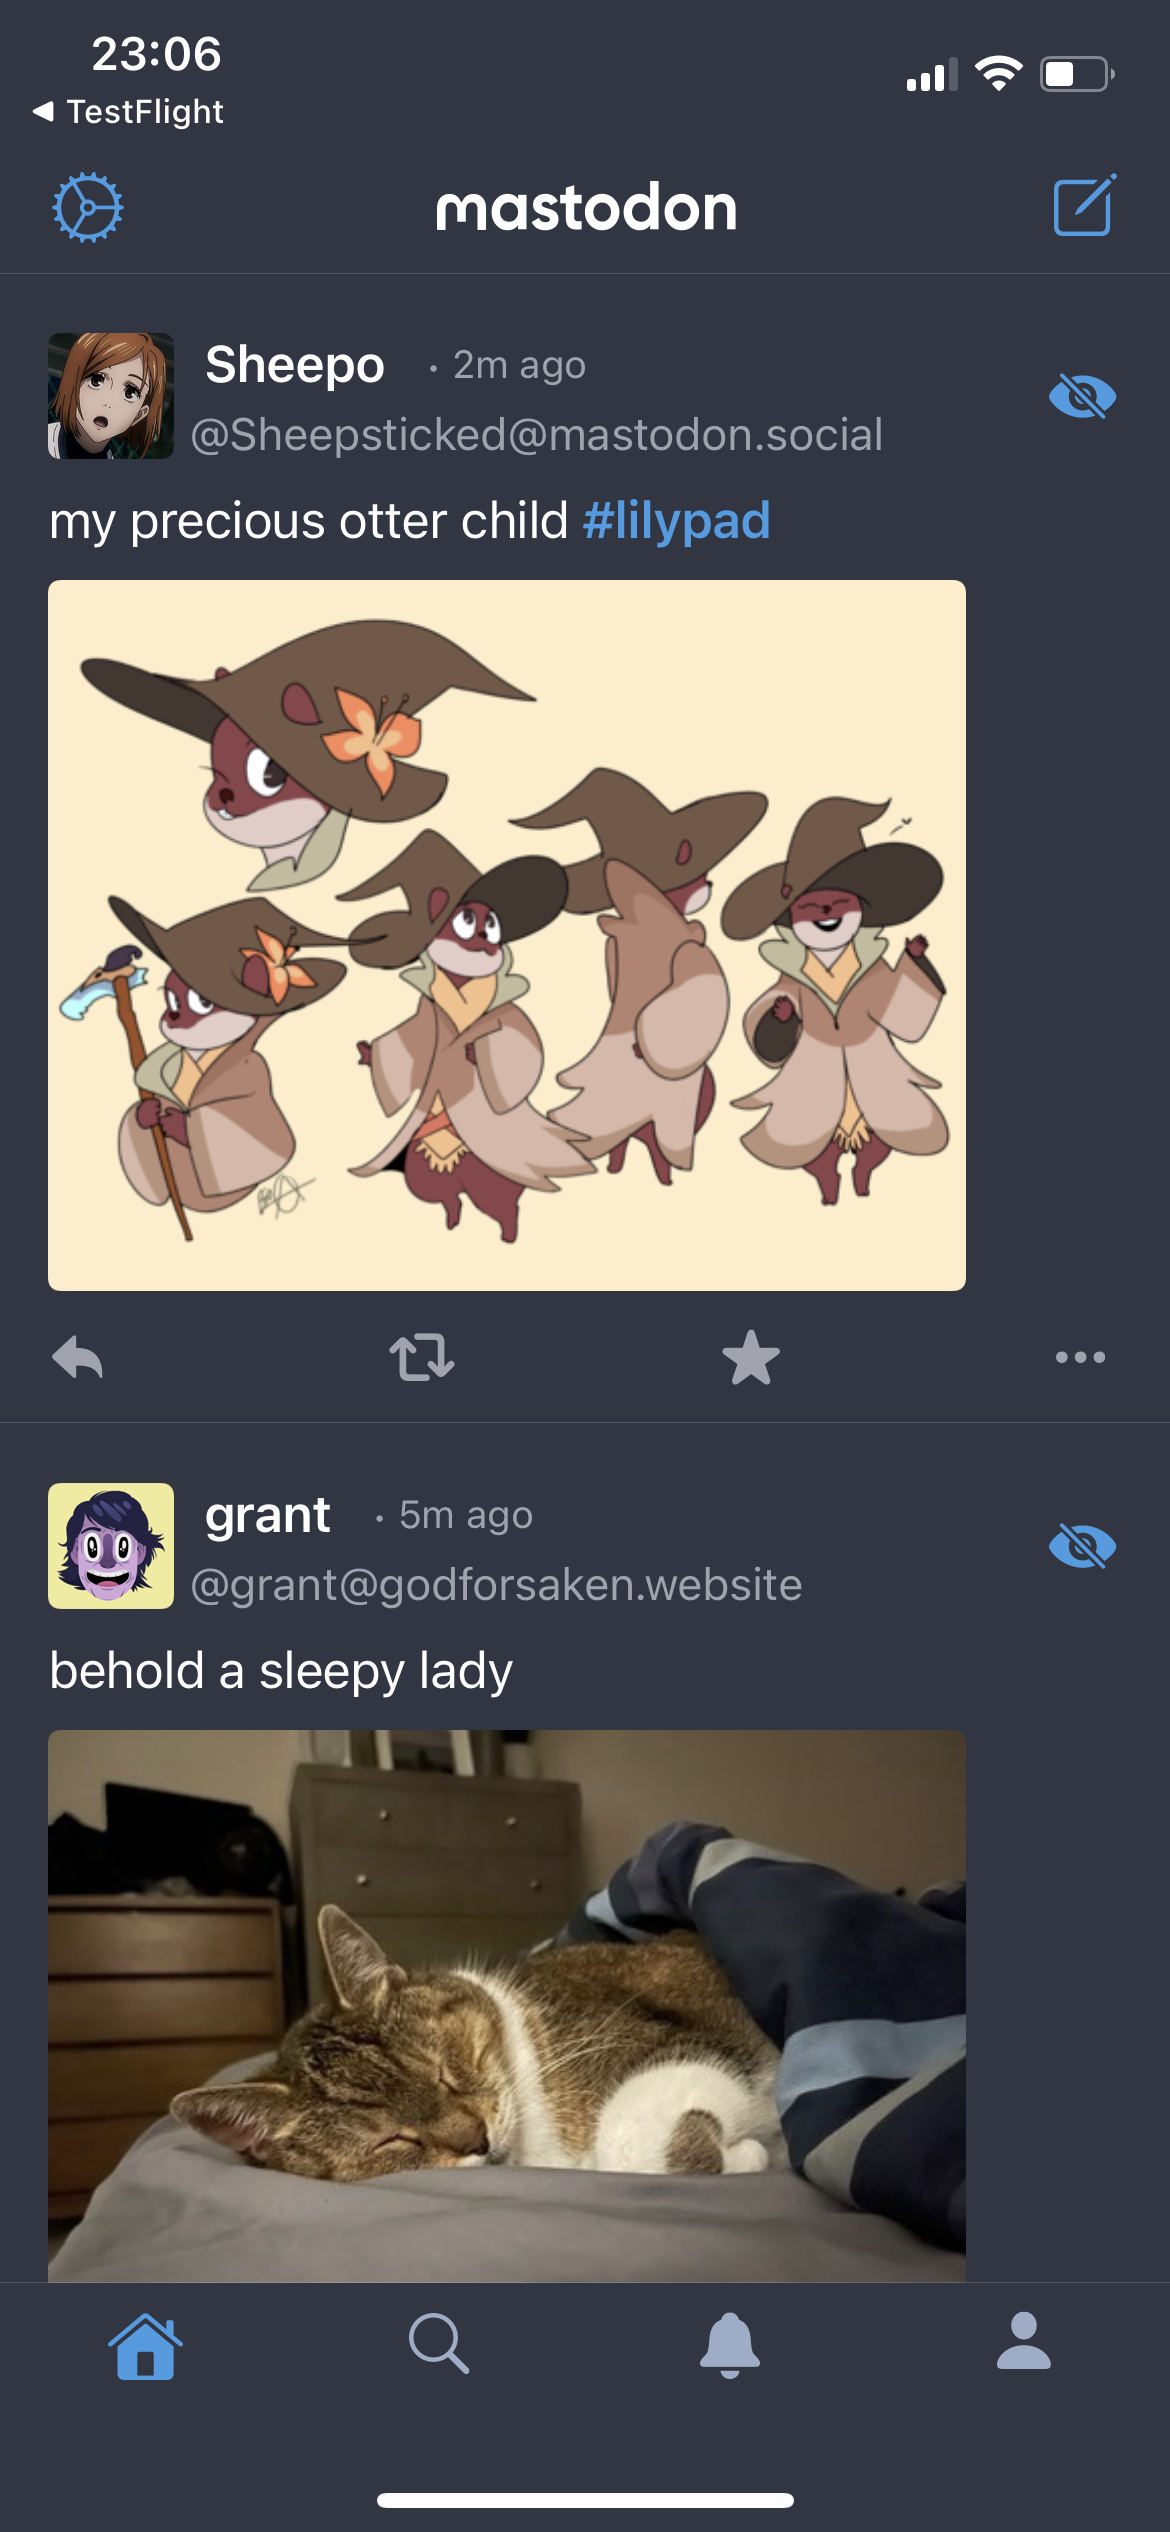 23:06
◀ TestFlight
mastodon
Sheepo · 2m ago
@Sheepsticked@mastodon.social
my precious otter child #lilypad
grant · 5m ago
@grant@godforsaken.website
behold a sleepy lady